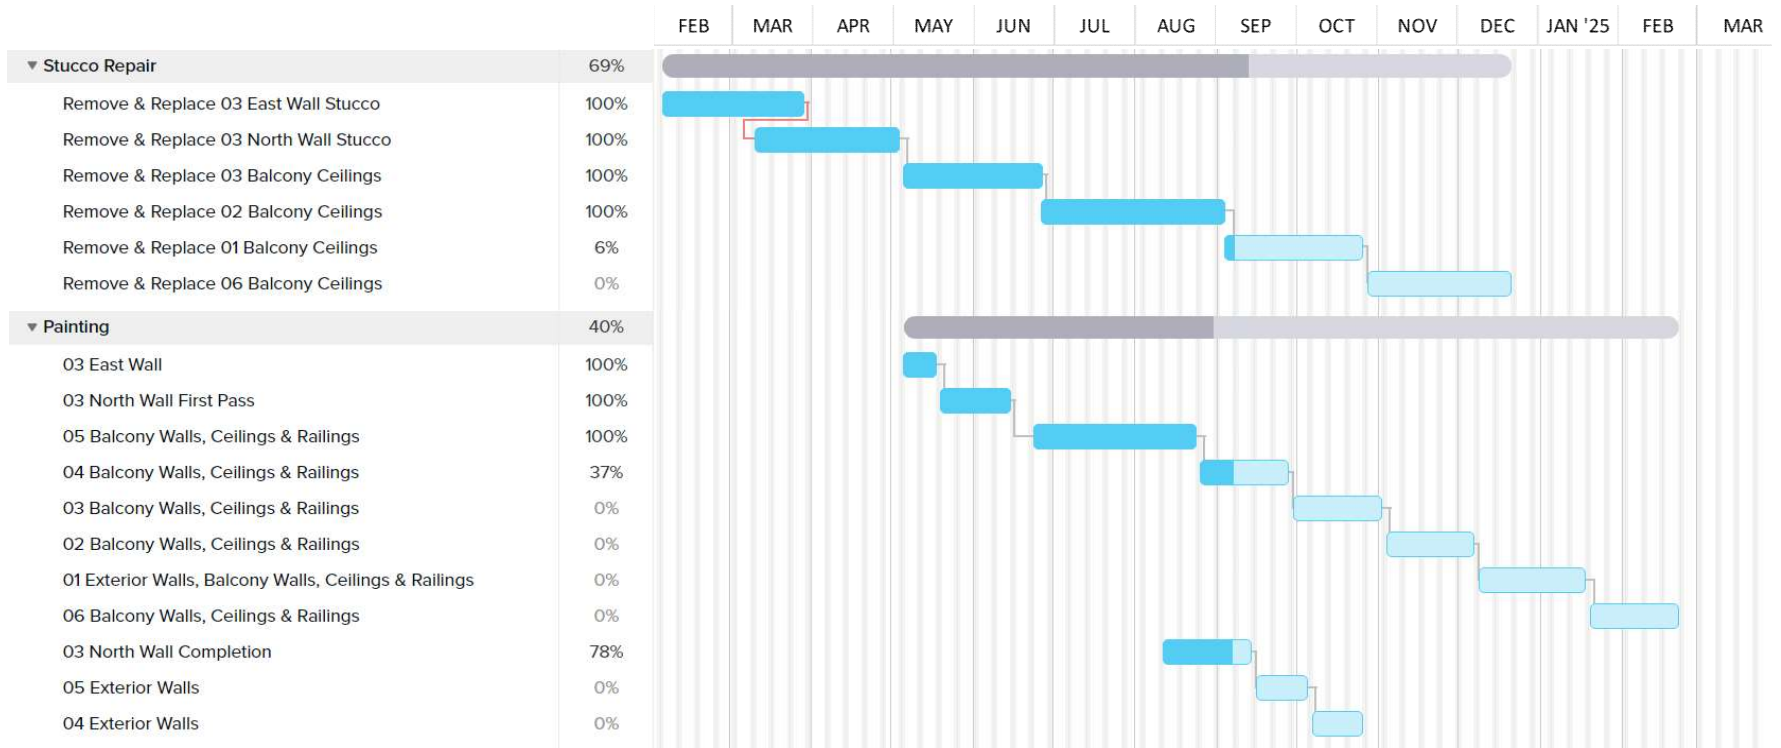 FEB MAR APR MAY JUN JUL AUG SEP OCT NOV DEC JAN '25 FEB MAR
Stucco Repair 69%
Remove & Replace 03 East Wall Stucco 100%
Remove & Replace 03 North Wall Stucco 100%
Remove & Replace 03 Balcony Ceilings 100%
Remove & Replace 02 Balcony Ceilings 100%
Remove & Replace 01 Balcony Ceilings 6%
Remove & Replace 06 Balcony Ceilings 0%
Painting 40%
03 East Wall 100%
03 North Wall First Pass 100%
05 Balcony Walls, Ceilings & Railings 100%
04 Balcony Walls, Ceilings & Railings 37%
03 Balcony Walls, Ceilings & Railings 0%
02 Balcony Walls, Ceilings & Railings 0%
01 Exterior Walls, Balcony Walls, Ceilings & Railings 0%
06 Balcony Walls, Ceilings & Railings 0%
03 North Wall Completion 78%
05 Exterior Walls 0%
04 Exterior Walls 0%